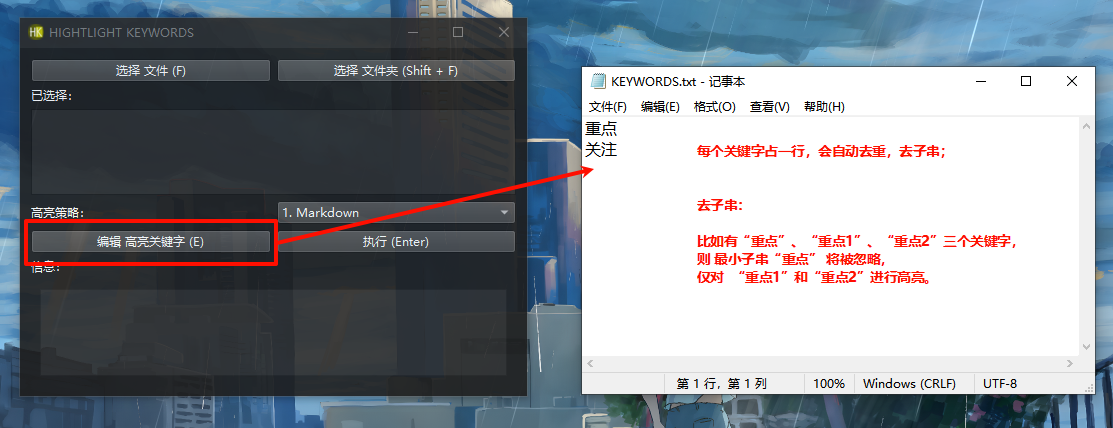 HK HIGHTLIGHT KEYWORDS
选择 文件 (F)
选择 文件夹 (Shift + F)
已选择：
高亮策略：
1. Markdown
编辑 高亮关键字 (E)
执行 (Enter)
信息：
KEYWORDS.txt - 记事本
文件(F) 编辑(E) 格式(O) 查看(V) 帮助(H)
重点
关注
每个关键字占一行，会自动去重，去子串；
去子串：
比如有“重点”、“重点1”、“重点2”三个关键字，
则 最小子串“重点” 将被忽略，
仅对 “重点1”和“重点2”进行高亮。
第 1 行，第 1 列
100%
Windows (CRLF)
UTF-8